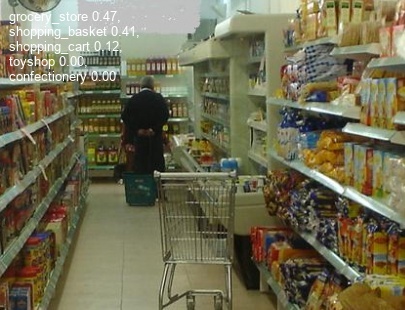 grocery_store 0.47,
shopping_basket 0.41,
shopping_cart 0.12,
toyshop 0.00,
confectionery 0.00